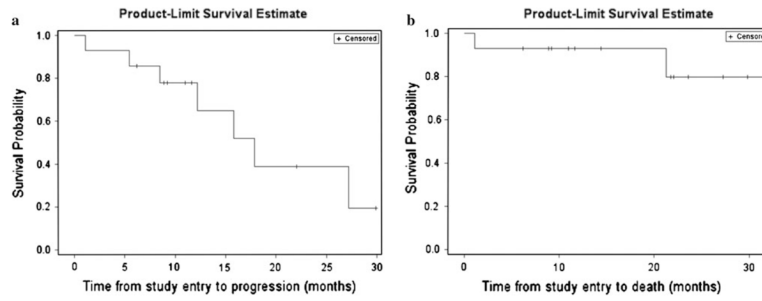 a
Product-Limit Survival Estimate
+ Censored
Survival Probability
1.0
0.8
0.6
0.4
0.2
0.0
0 5 10 15 20 25 30
Time from study entry to progression (months)
b
Product-Limit Survival Estimate
+ Censored
Survival Probability
1.0
0.8
0.6
0.4
0.2
0.0
0 10 20 30
Time from study entry to death (months)